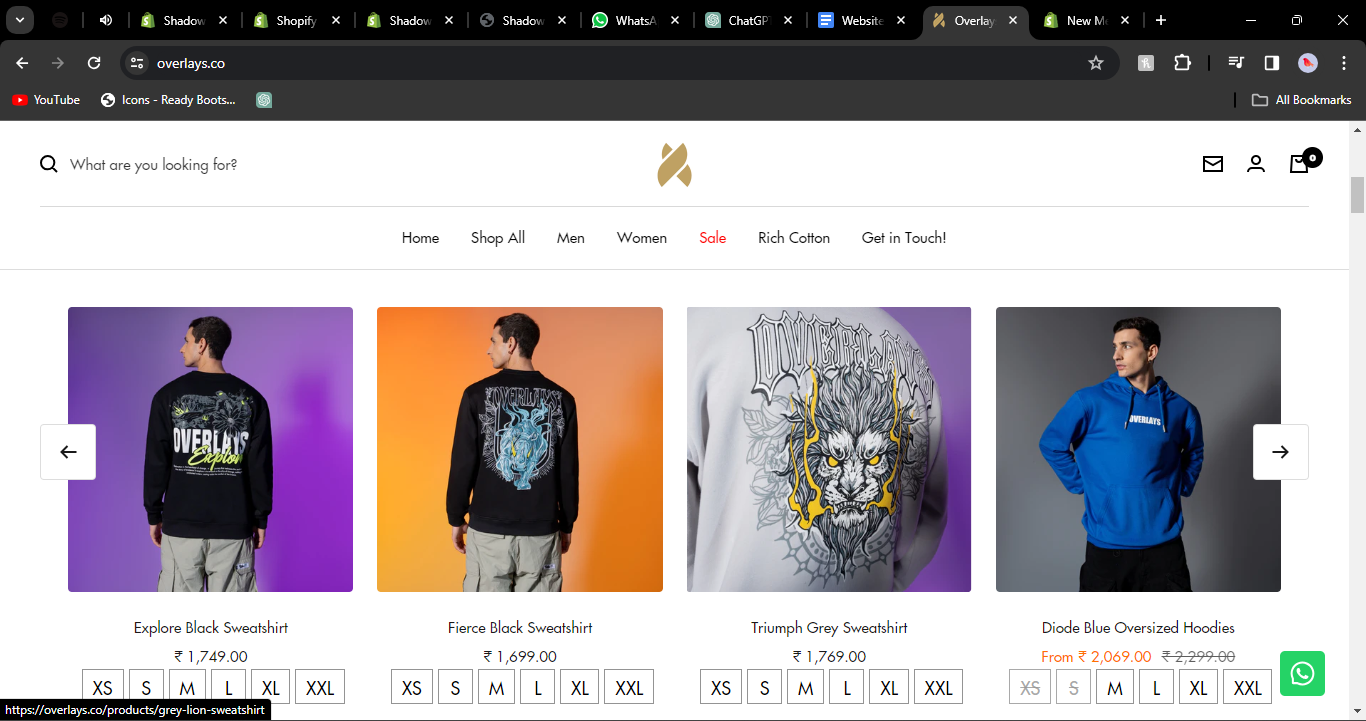 Shadow
Shopify
Shadow
Shadow
WhatsA
ChatGPT
Website
Overlay
New Me
overlays.co
YouTube
Icons - Ready Boots...
All Bookmarks
What are you looking for?
0
Home
Shop All
Men
Women
Sale
Rich Cotton
Get in Touch!
OVERLAYS
Explore
OVERLAYS
OVERLAYS
OVERLAYS
Explore Black Sweatshirt
Fierce Black Sweatshirt
Triumph Grey Sweatshirt
Diode Blue Oversized Hoodies
₹ 1,749.00
₹ 1,699.00
₹ 1,769.00
From ₹ 2,069.00 ₹ 2,299.00
XS S M L XL XXL
XS S M L XL XXL
XS S M L XL XXL
XS S M L XL XXL
https://overlays.co/products/grey-lion-sweatshirt